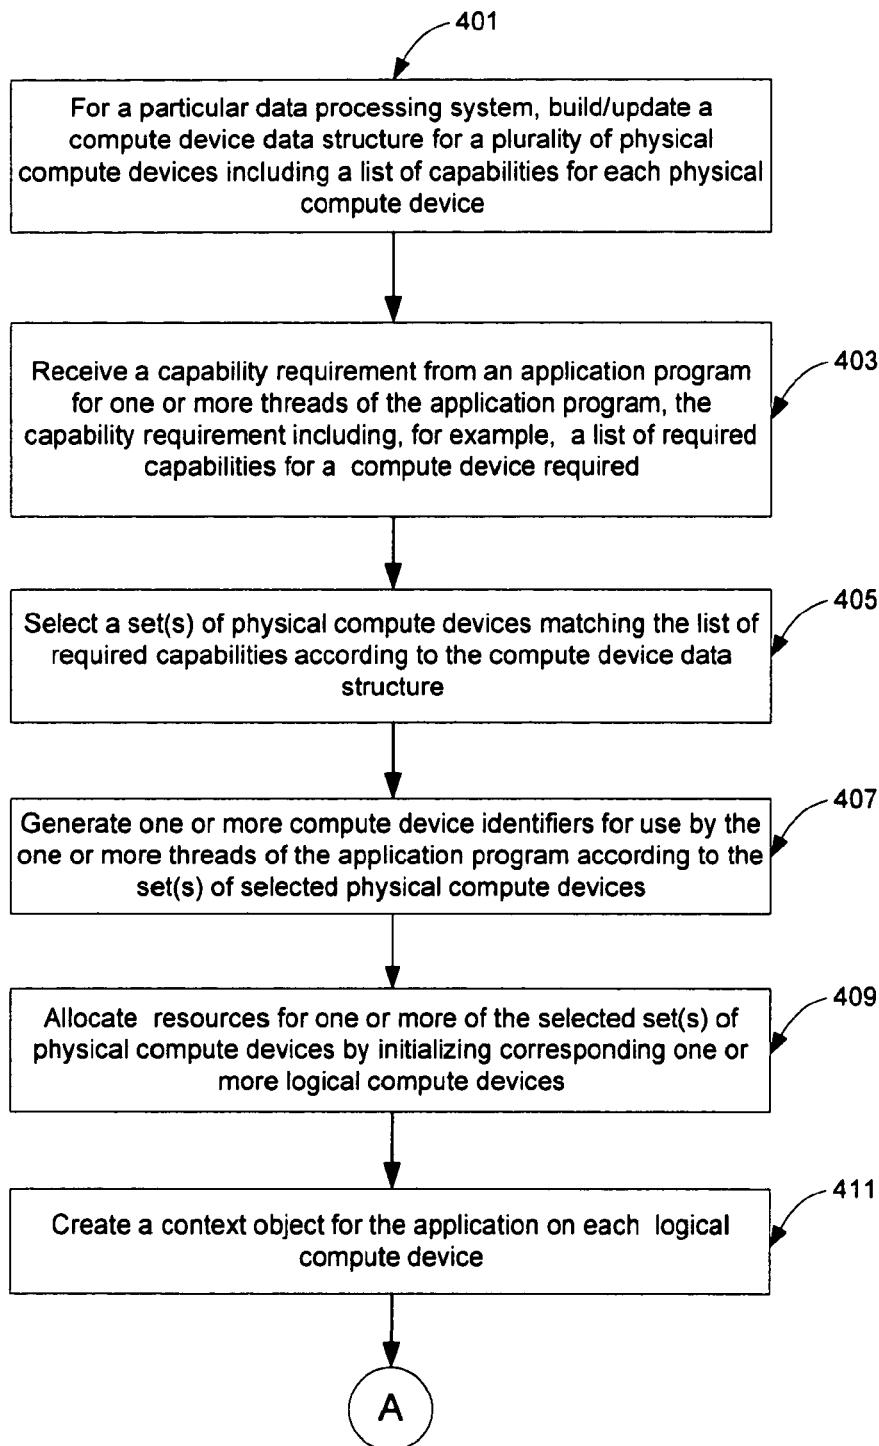 401
For a particular data processing system, build/update a
compute device data structure for a plurality of physical
compute devices including a list of capabilities for each physical
compute device
403
Receive a capability requirement from an application program
for one or more threads of the application program, the
capability requirement including, for example, a list of required
capabilities for a compute device required
405
Select a set(s) of physical compute devices matching the list of
required capabilities according to the compute device data
structure
407
Generate one or more compute device identifiers for use by the
one or more threads of the application program according to the
set(s) of selected physical compute devices
409
Allocate resources for one or more of the selected set(s) of
physical compute devices by initializing corresponding one or
more logical compute devices
411
Create a context object for the application on each logical
compute device
A